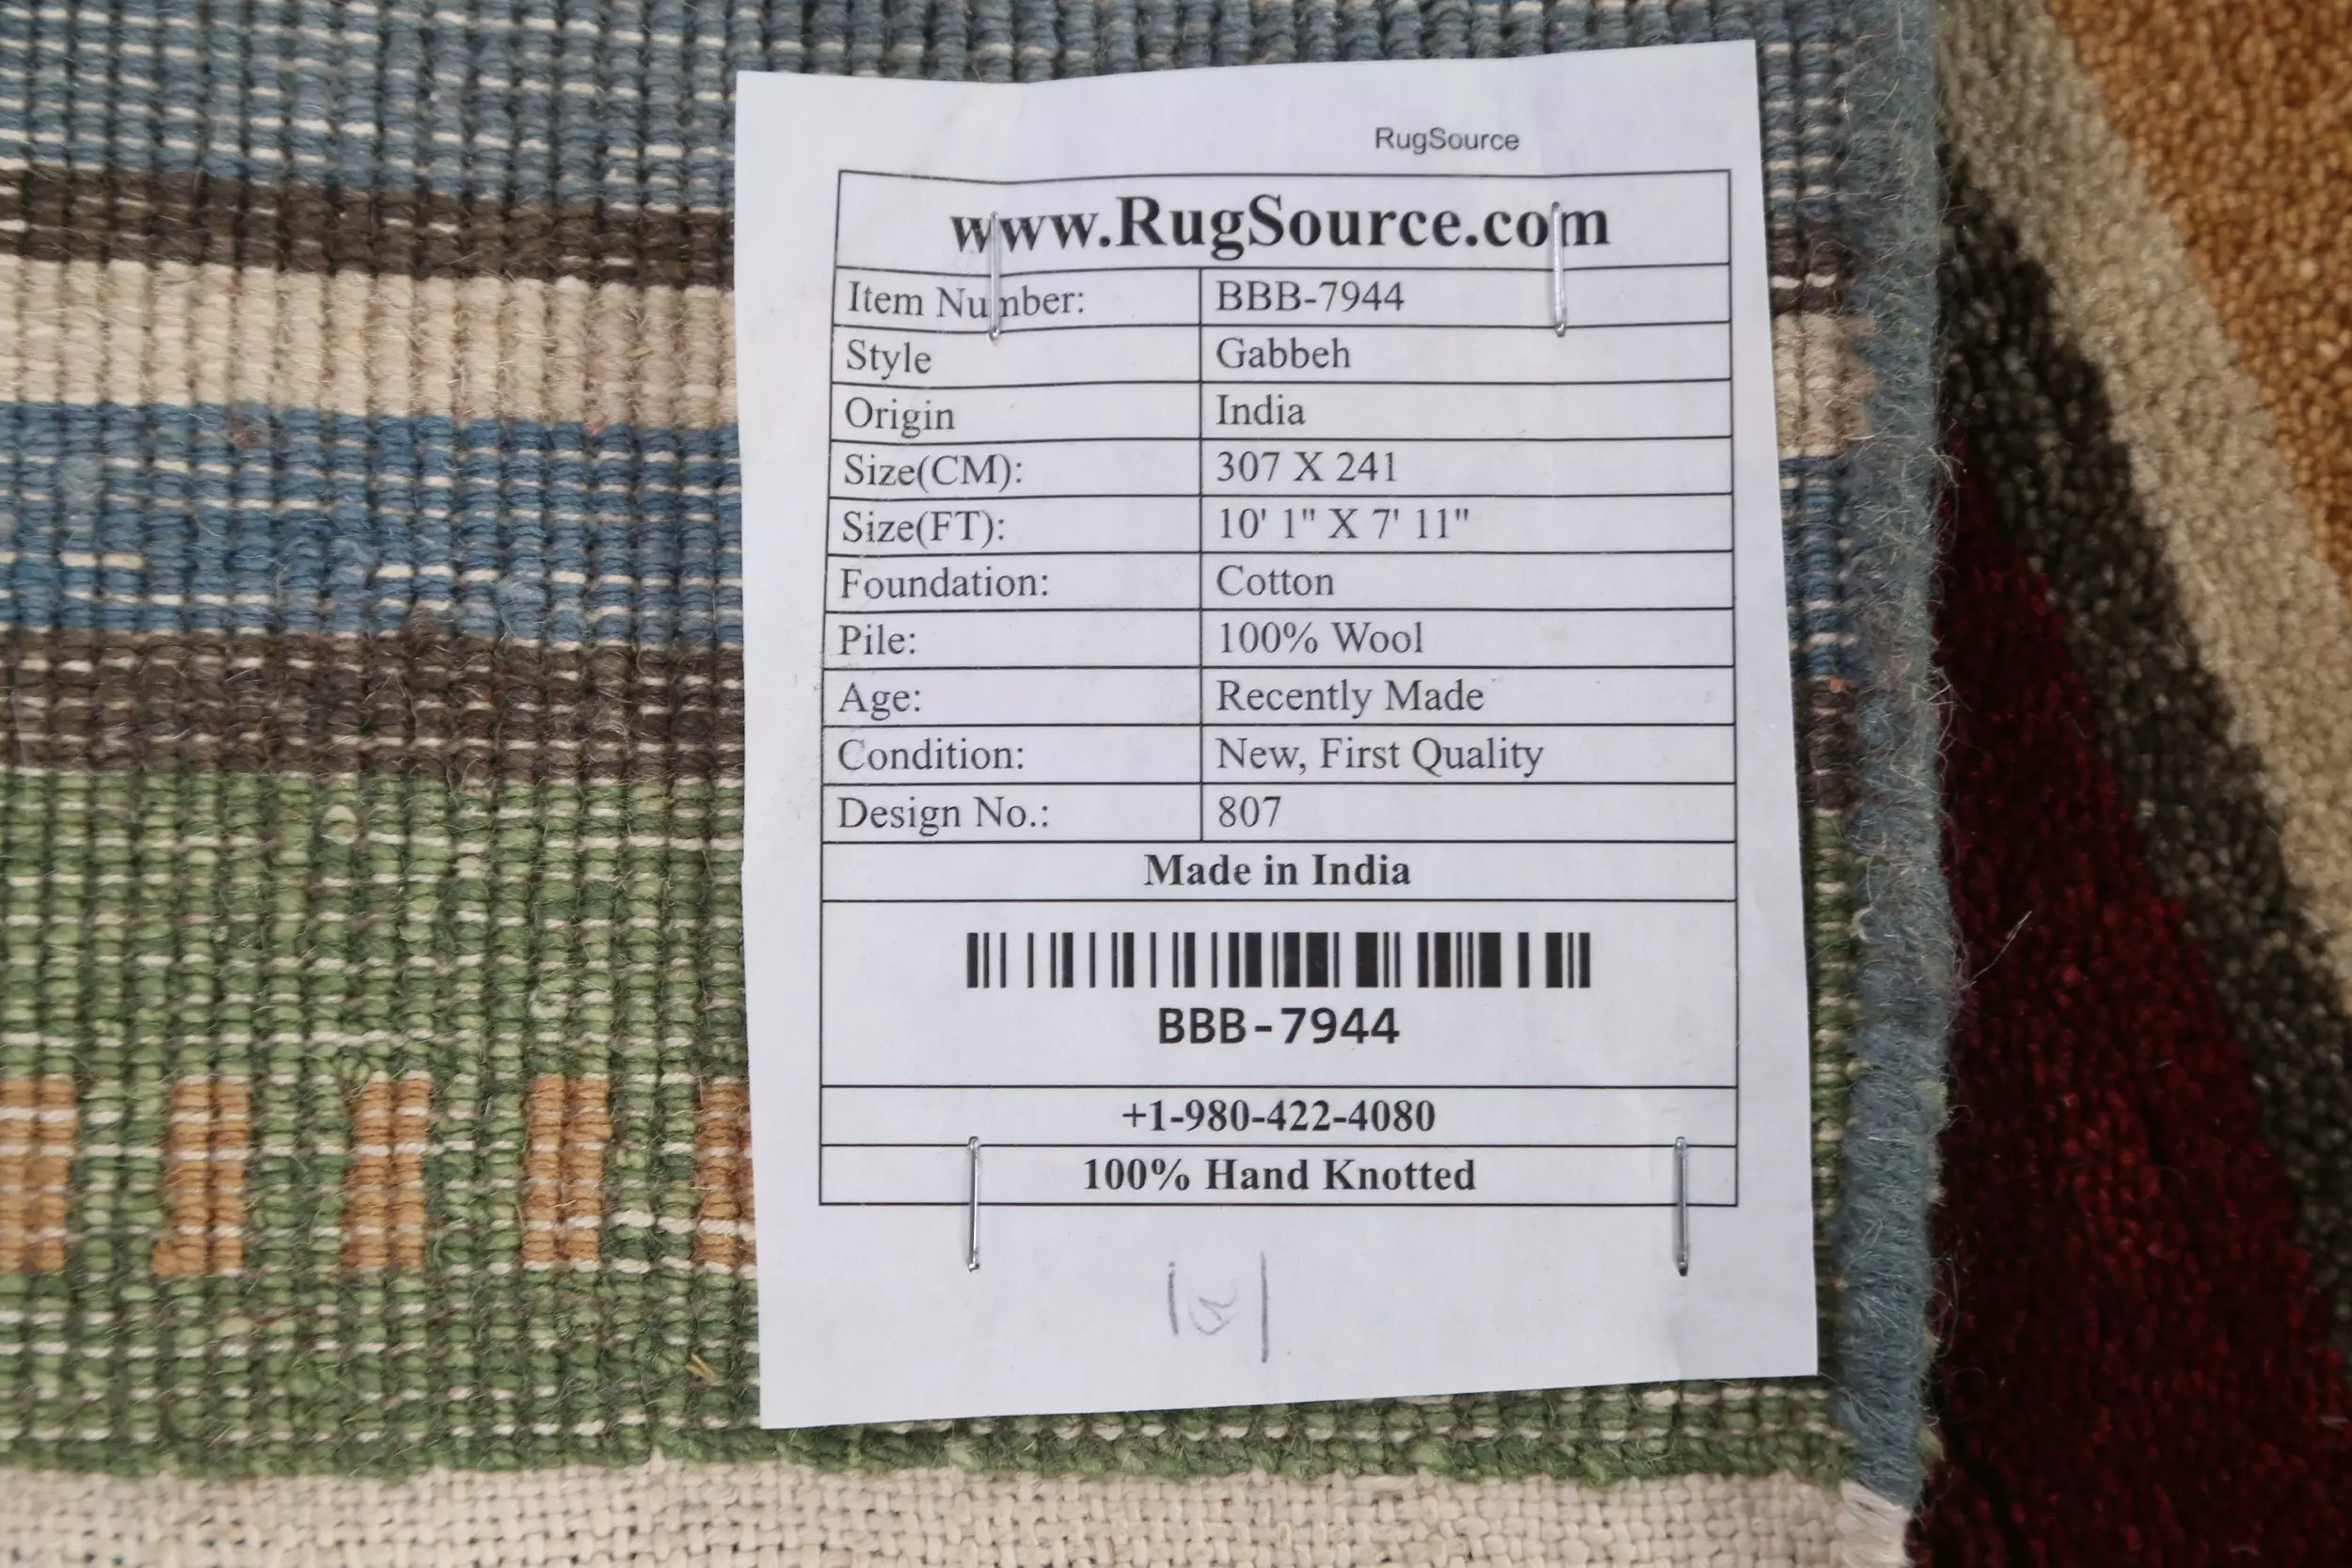 RugSource
www.RugSource.com
Item Number: BBB-7944
Style Gabbeh
Origin India
Size(CM): 307 X 241
Size(FT): 10' 1" X 7' 11"
Foundation: Cotton
Pile: 100% Wool
Age: Recently Made
Condition: New, First Quality
Design No.: 807
Made in India
BBB-7944
+1-980-422-4080
100% Hand Knotted